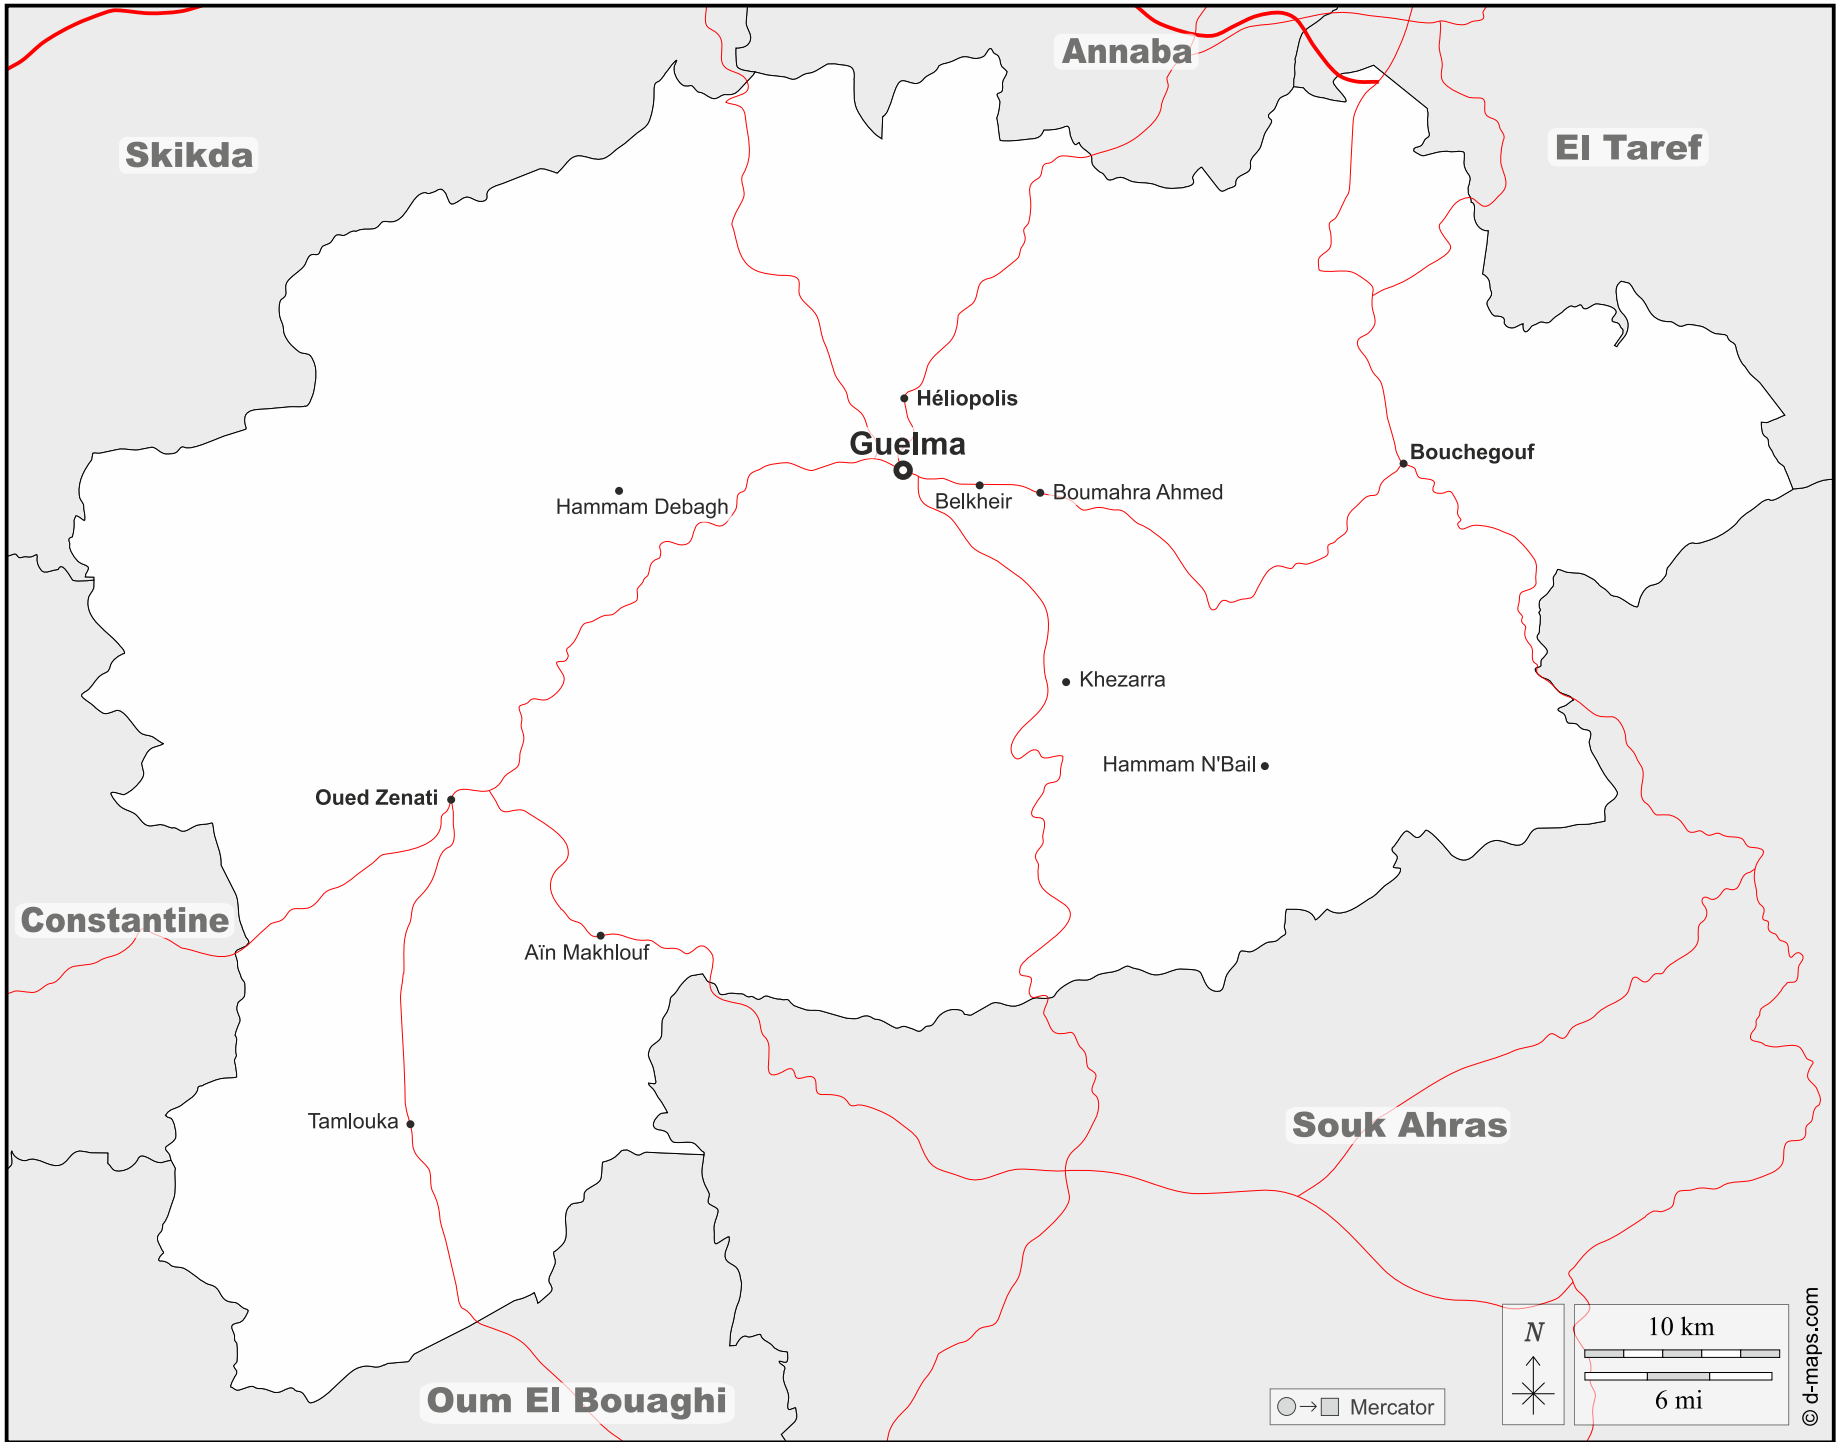 Annaba
Skikda
El Taref
Héliopolis
Guelma
Bouchegouf
Hammam Debagh
Belkheir
Boumahra Ahmed
Khezarra
Hammam N'Bail
Oued Zenati
Constantine
Aïn Makhlouf
Tamlouka
Souk Ahras
Oum El Bouaghi
Mercator
N
10 km
6 mi
© d-maps.com